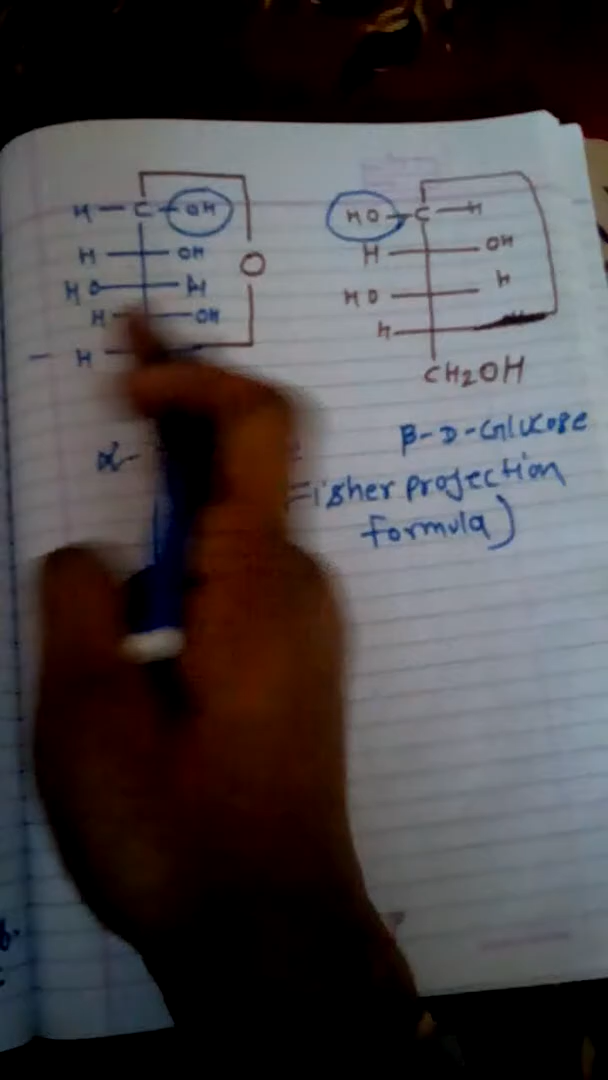 H C OH
H OH
HO H
H OH
H
O
HO C H
H OH
HO H
H
CH2OH
α-
β-D-Glucose
isher projection
formula)